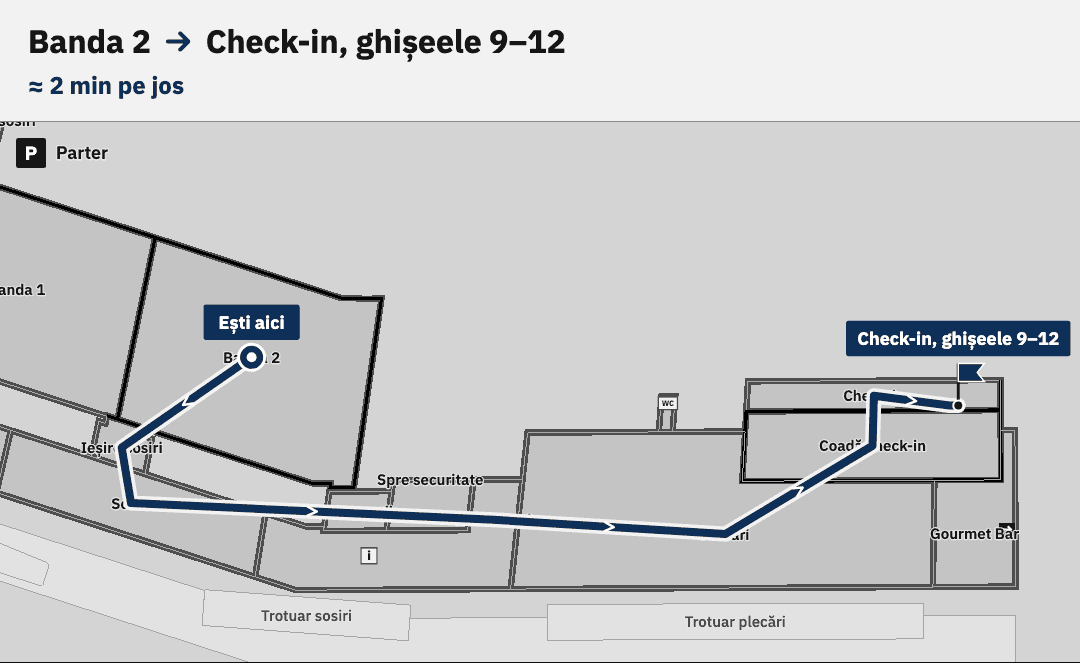 Banda 2 → Check-in, ghișeele 9–12
≈ 2 min pe jos
P Parter
Ești aici
Check-in, ghișeele 9–12
wc
Spre securitate
Gourmet Bar
i
Trotuar sosiri
Trotuar plecări